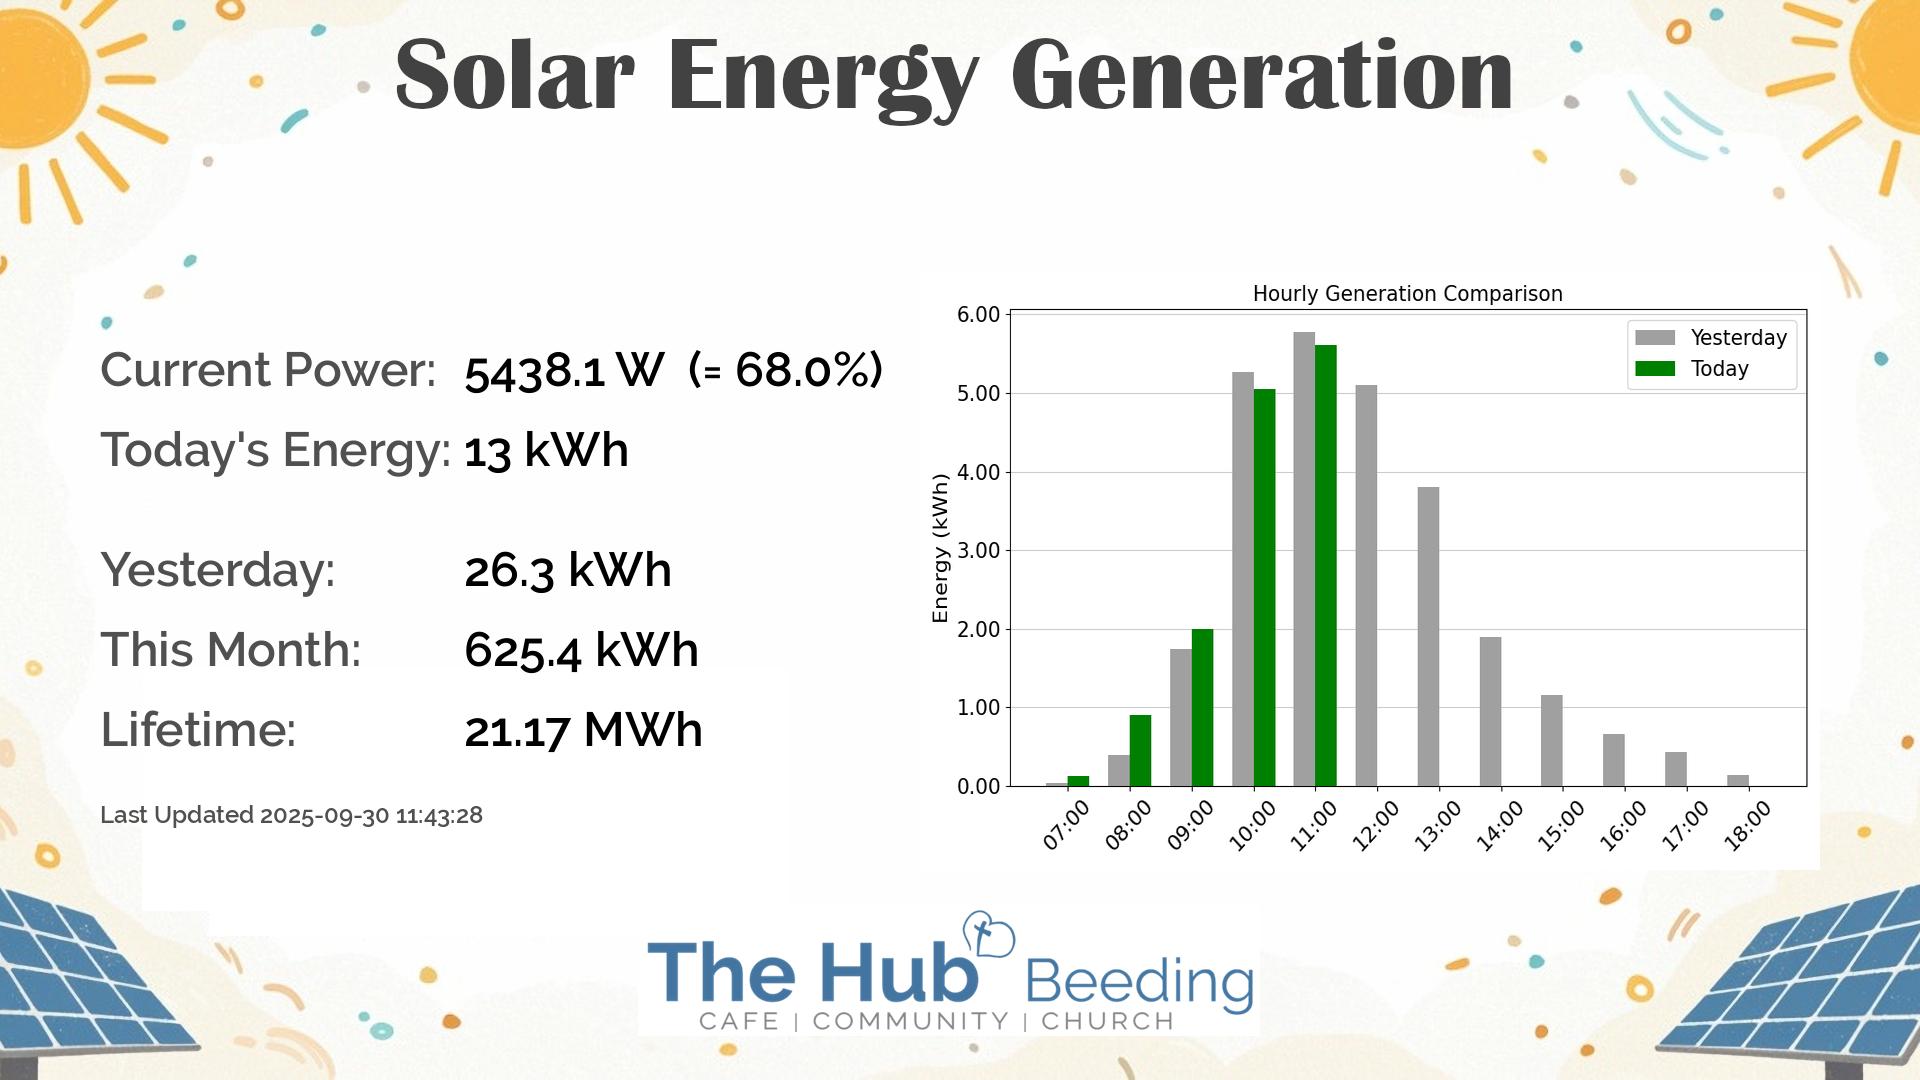 Solar Energy Generation
Current Power: 5438.1 W (= 68.0%)
Today's Energy: 13 kWh
Yesterday: 26.3 kWh
This Month: 625.4 kWh
Lifetime: 21.17 MWh
Last Updated 2025-09-30 11:43:28
Hourly Generation Comparison
Energy (kWh)
6.00
5.00
4.00
3.00
2.00
1.00
0.00
Yesterday
Today
07:00 08:00 09:00 10:00 11:00 12:00 13:00 14:00 15:00 16:00 17:00 18:00
The Hub Beeding
CAFE | COMMUNITY | CHURCH